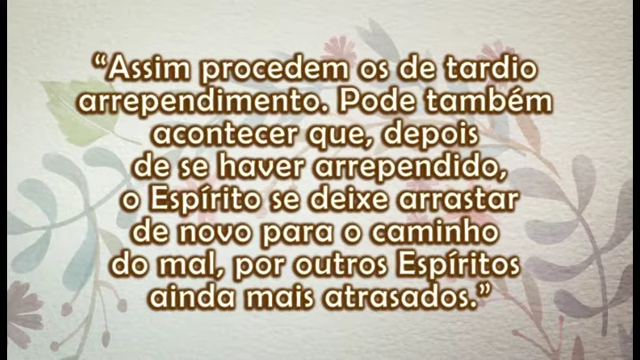 “Assim procedem os de tardio
arrependimento. Pode também
acontecer que, depois
de se haver arrependido,
o Espírito se deixe arrastar
de novo para o caminho
do mal, por outros Espíritos
ainda mais atrasados.”